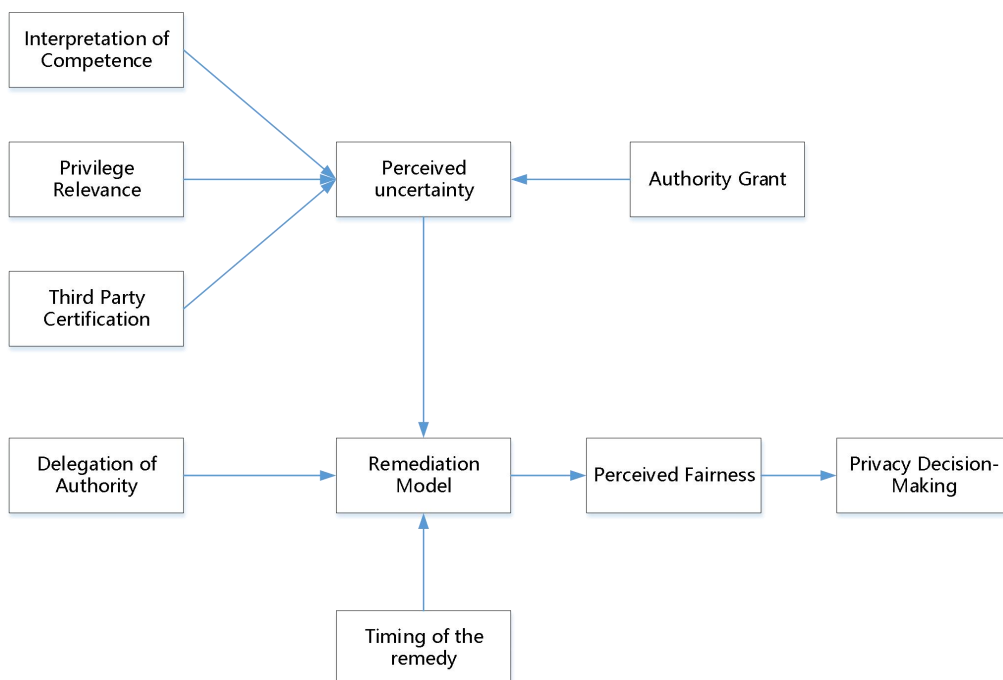 Interpretation of
Competence
Privilege
Relevance
Perceived
uncertainty
Authority Grant
Third Party
Certification
Delegation of
Authority
Remediation
Model
Perceived Fairness
Privacy Decision-
Making
Timing of the
remedy